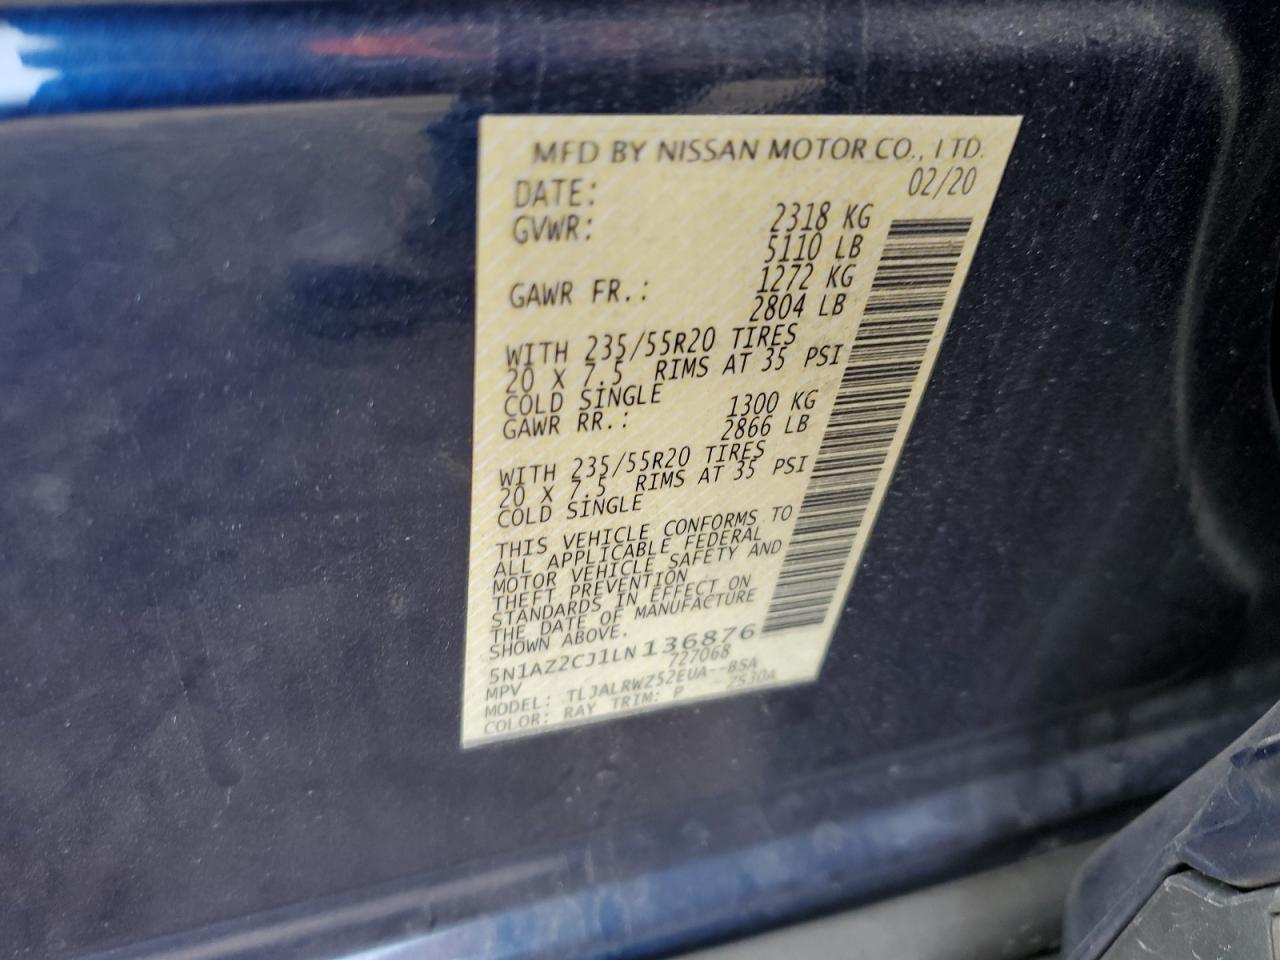 MFD BY NISSAN MOTOR CO., LTD.
DATE: 02/20
GVWR: 2318 KG
5110 LB
GAWR FR.: 1272 KG
2804 LB
WITH 235/55R20 TIRES
20 X 7.5 RIMS AT 35 PSI
COLD SINGLE
GAWR RR.: 1300 KG
2866 LB
WITH 235/55R20 TIRES
20 X 7.5 RIMS AT 35 PSI
COLD SINGLE
THIS VEHICLE CONFORMS TO
ALL APPLICABLE FEDERAL
MOTOR VEHICLE SAFETY AND
THEFT PREVENTION
STANDARDS IN EFFECT ON
THE DATE OF MANUFACTURE
SHOWN ABOVE.
5N1AZ2CJ1LN136876
MPV 727068
MODEL: TLJALRWZ52EUA--BSA
COLOR: RAY TRIM: P ZS30A